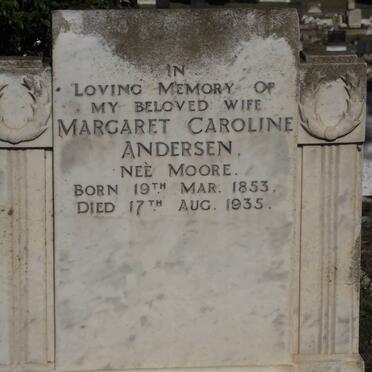 IN
LOVING MEMORY OF
MY BELOVED WIFE
MARGARET CAROLINE
ANDERSEN.
NEÈ MOORE.
BORN 19TH MAR. 1853.
DIED 17TH AUG. 1935.